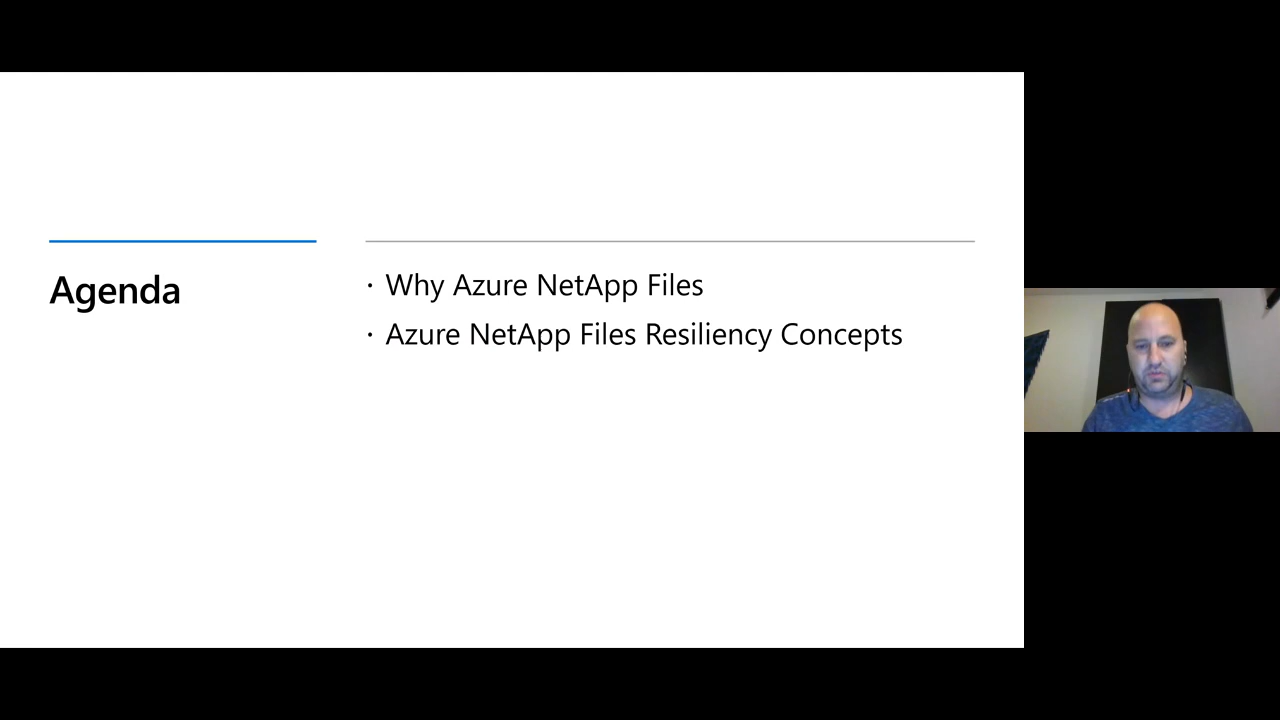 Agenda
· Why Azure NetApp Files
· Azure NetApp Files Resiliency Concepts